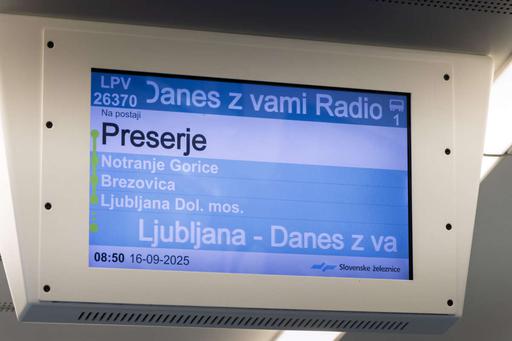 LPV
26370
Danes z vami Radio
1
Na postaji
Preserje
Notranje Gorice
Brezovica
Ljubljana Dol. mos.
Ljubljana - Danes z va
08:50 16-09-2025
Slovenske železnice